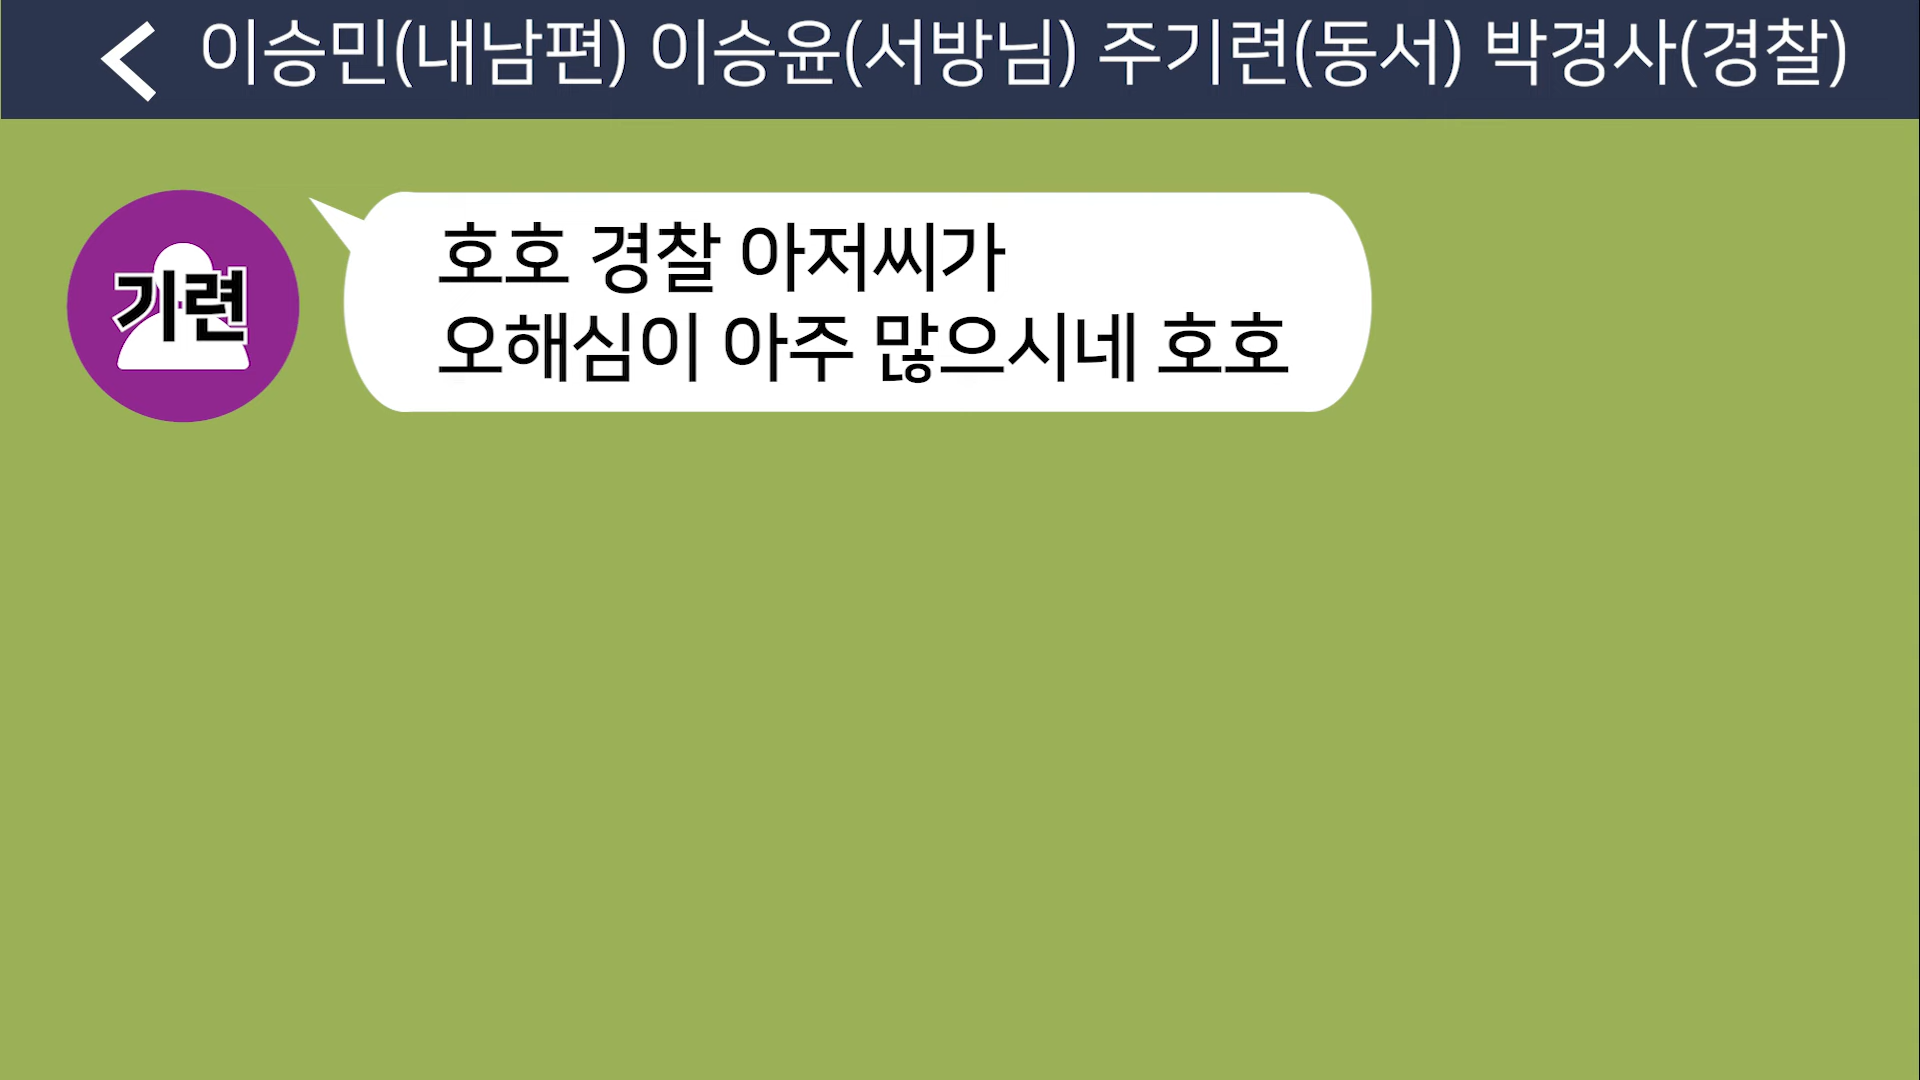 이승민(내남편) 이승윤(서방님) 주기련(동서) 박경사(경찰)
기련
호호 경찰 아저씨가
오해심이 아주 많으시네 호호